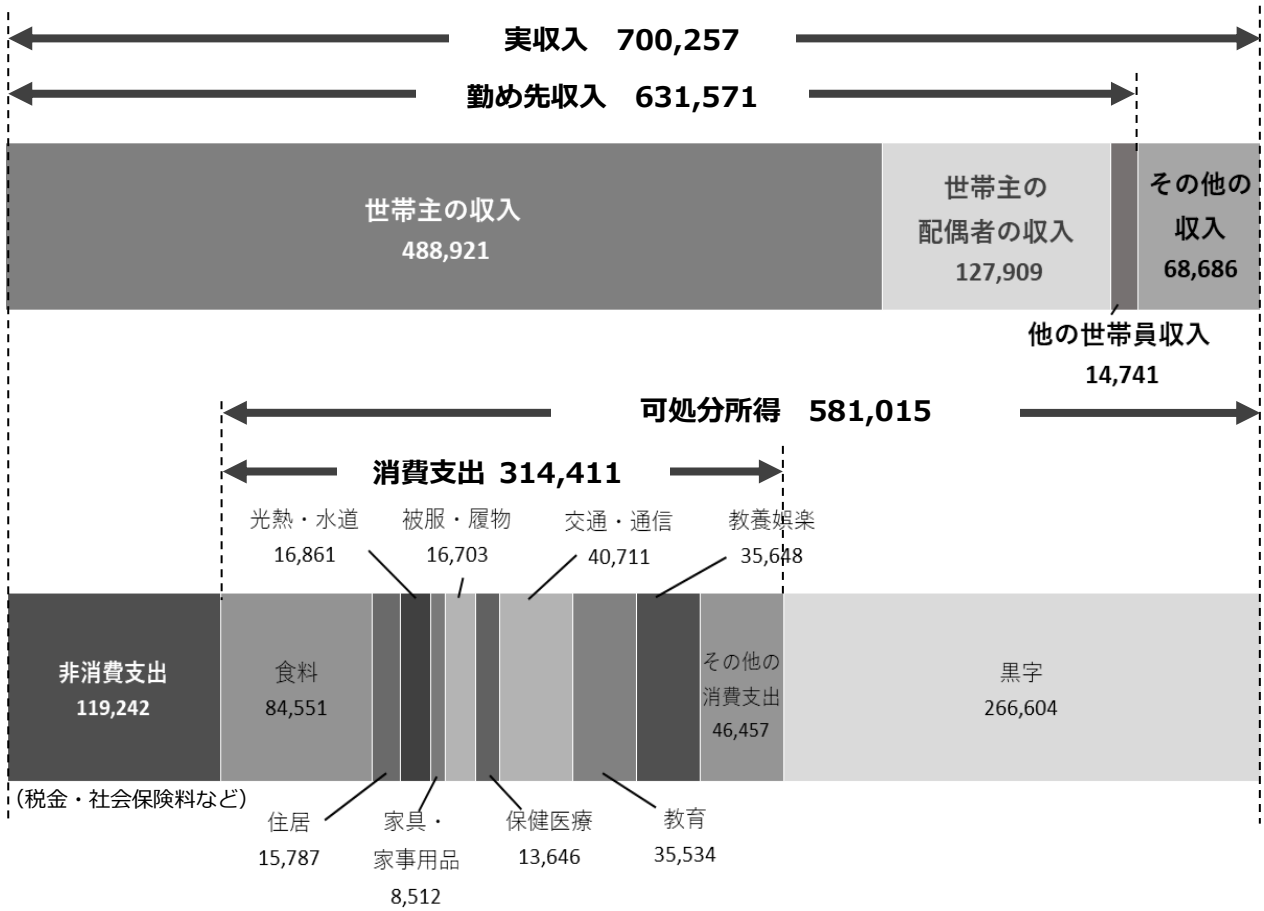 実収入 700,257
勤め先収入 631,571
世帯主の収入
488,921
世帯主の
配偶者の収入
127,909
その他の
収入
68,686
他の世帯員収入
14,741
可処分所得 581,015
消費支出 314,411
光熱・水道
16,861
被服・履物
16,703
交通・通信
40,711
教養娯楽
35,648
非消費支出
119,242
食料
84,551
その他の
消費支出
46,457
黒字
266,604
(税金・社会保険料など)
住居
15,787
家具・
家事用品
8,512
保健医療
13,646
教育
35,534